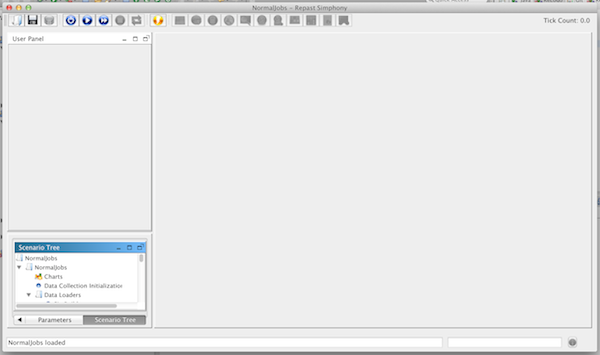 NormalJobs – Repast Simphony
Tick Count: 0.0
User Panel
Scenario Tree
NormalJobs
NormalJobs
Charts
Data Collection Initialization
Data Loaders
Parameters
Scenario Tree
NormalJobs loaded